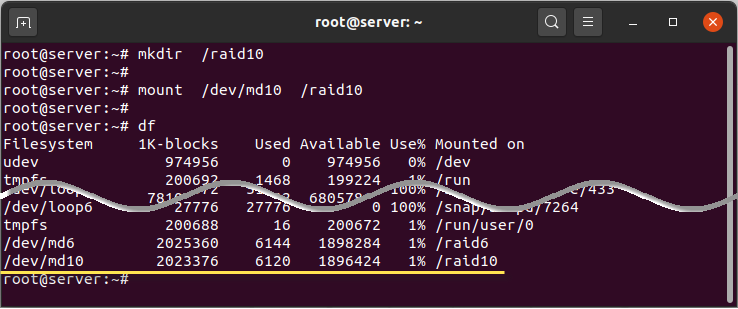 root@server: ~
root@server:~# mkdir  /raid10
root@server:~#
root@server:~# mount  /dev/md10  /raid10
root@server:~#
root@server:~# df
Filesystem     1K-blocks    Used Available Use% Mounted on
udev              974956       0    974956   0% /dev
tmpfs             200692    1468    199224   1% /run
100%
/dev/loop6         27776   27776         0 100% /7264
tmpfs             200688      16    200672   1% /run/user/0
/dev/md6         2025360    6144   1898284   1% /raid6
/dev/md10        2023376    6120   1896424   1% /raid10
root@server:~#